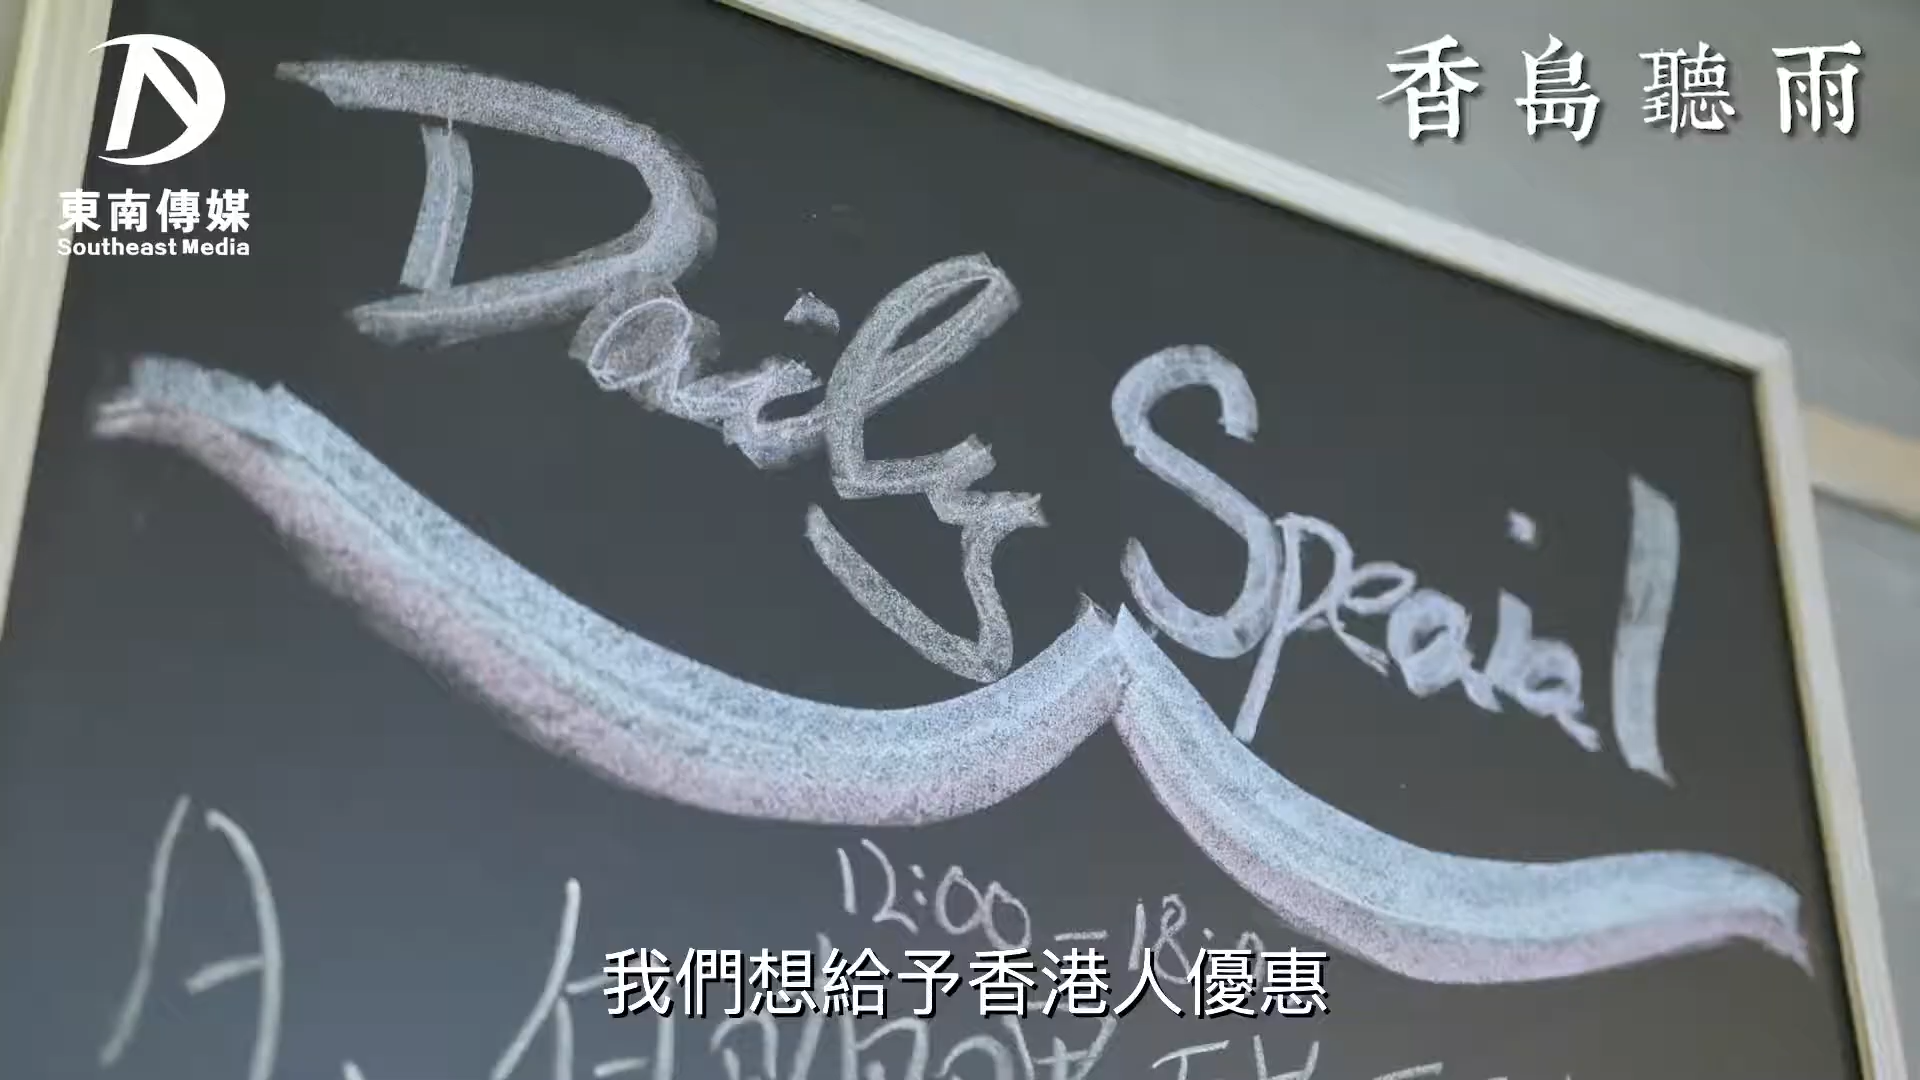 東南傳媒
Southeast Media
香島聽雨
Daily
Speaial
12:00 - 18:
A、
我們想給予香港人優惠